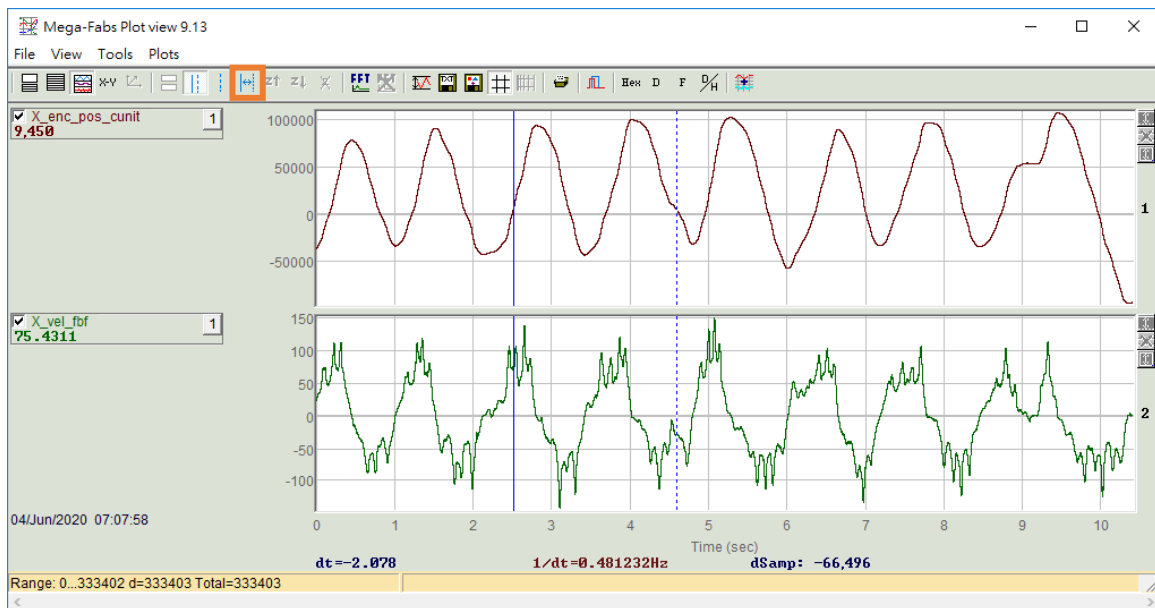 Mega-Fabs Plot view 9.13
File View Tools Plots
X-Y z↑ z↓ X FFT TXT Hex D F D/H
X_enc_pos_cunit 1
9,450
100000
50000
0
-50000
1
X_vel_fbf 1
75.4311
150
100
50
0
-50
-100
2
04/Jun/2020 07:07:58
0 1 2 3 4 5 6 7 8 9 10
Time (sec)
dt=-2.078 1/dt=0.481232Hz dSamp: -66,496
Range: 0...333402 d=333403 Total=333403